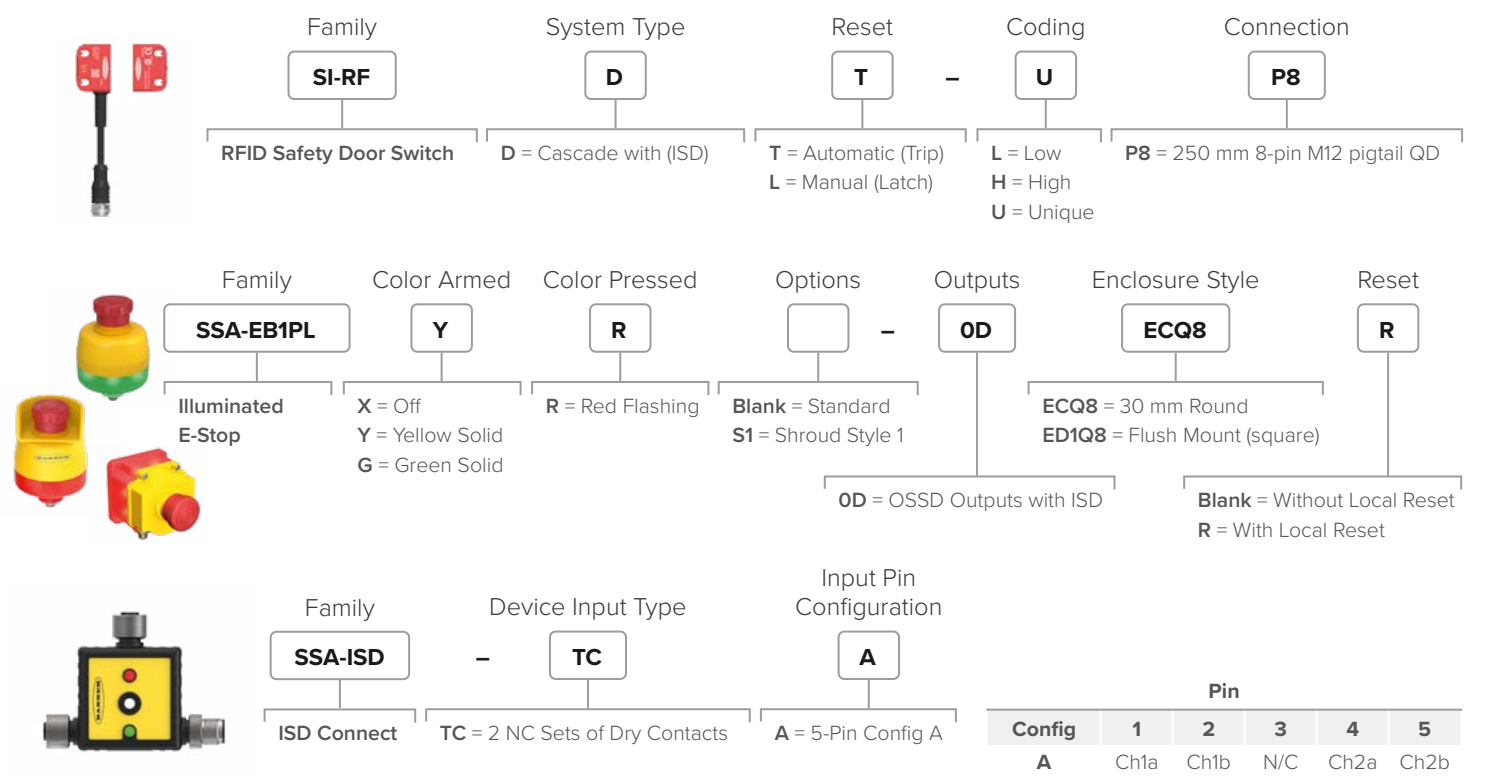 Family System Type Reset Coding Connection
SI-RF D T – U P8
RFID Safety Door Switch D = Cascade with (ISD) T = Automatic (Trip) L = Low P8 = 250 mm 8-pin M12 pigtail QD
L = Manual (Latch) H = High
U = Unique
Family Color Armed Color Pressed Options Outputs Enclosure Style Reset
SSA-EB1PL Y R – 0D ECQ8 R
Illuminated X = Off R = Red Flashing Blank = Standard ECQ8 = 30 mm Round
E-Stop Y = Yellow Solid S1 = Shroud Style 1 ED1Q8 = Flush Mount (square)
G = Green Solid
0D = OSSD Outputs with ISD Blank = Without Local Reset
R = With Local Reset
Input Pin
Family Device Input Type Configuration
SSA-ISD – TC A
ISD Connect TC = 2 NC Sets of Dry Contacts A = 5-Pin Config A
Pin
Config 1 2 3 4 5
A Ch1a Ch1b N/C Ch2a Ch2b
BANNER